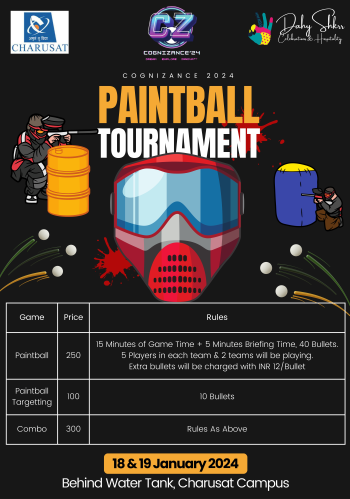 CHARUSAT
CZ
COGNIZANCE'24
Dahy Shkrr
Celebrations & Hospitality
COGNIZANCE 2024
PAINTBALL
TOURNAMENT
Game Price Rules
Paintball 250 15 Minutes of Game Time + 5 Minutes Briefing Time, 40 Bullets.
5 Players in each team & 2 teams will be playing.
Extra bullets will be charged with INR 12/Bullet
Paintball Targetting 100 10 Bullets
Combo 300 Rules As Above
18 & 19 January 2024
Behind Water Tank, Charusat Campus